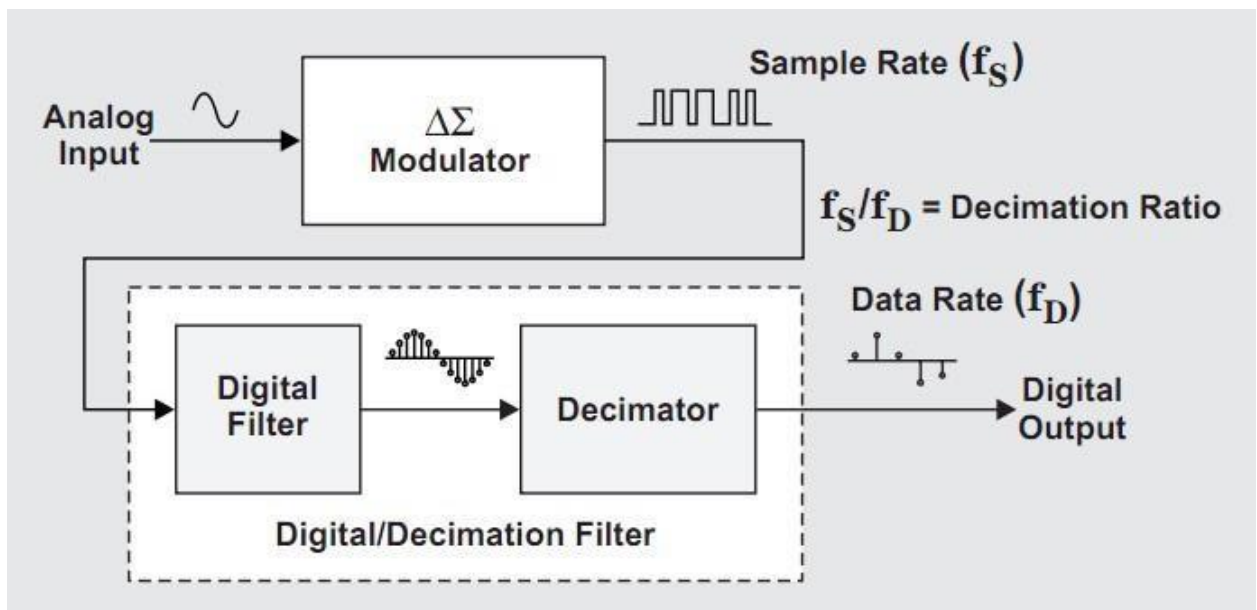 Analog
Input
ΔΣ
Modulator
Sample Rate (fS)
fS/fD = Decimation Ratio
Data Rate (fD)
Digital
Filter
Decimator
Digital
Output
Digital/Decimation Filter